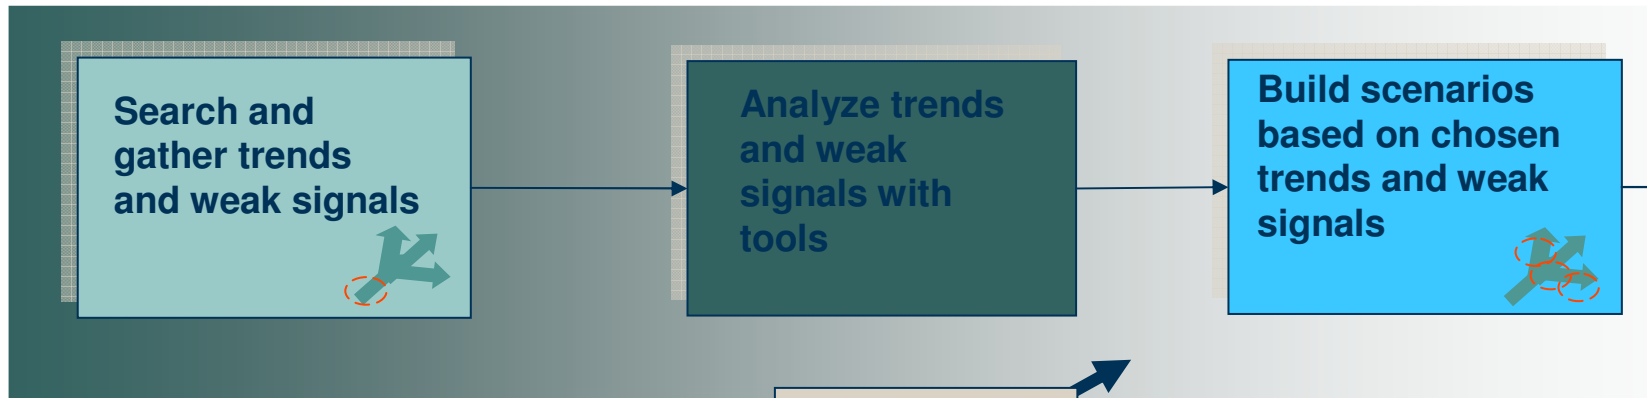 Search and
gather trends
and weak signals
Analyze trends
and weak
signals with
tools
Build scenarios
based on chosen
trends and weak
signals